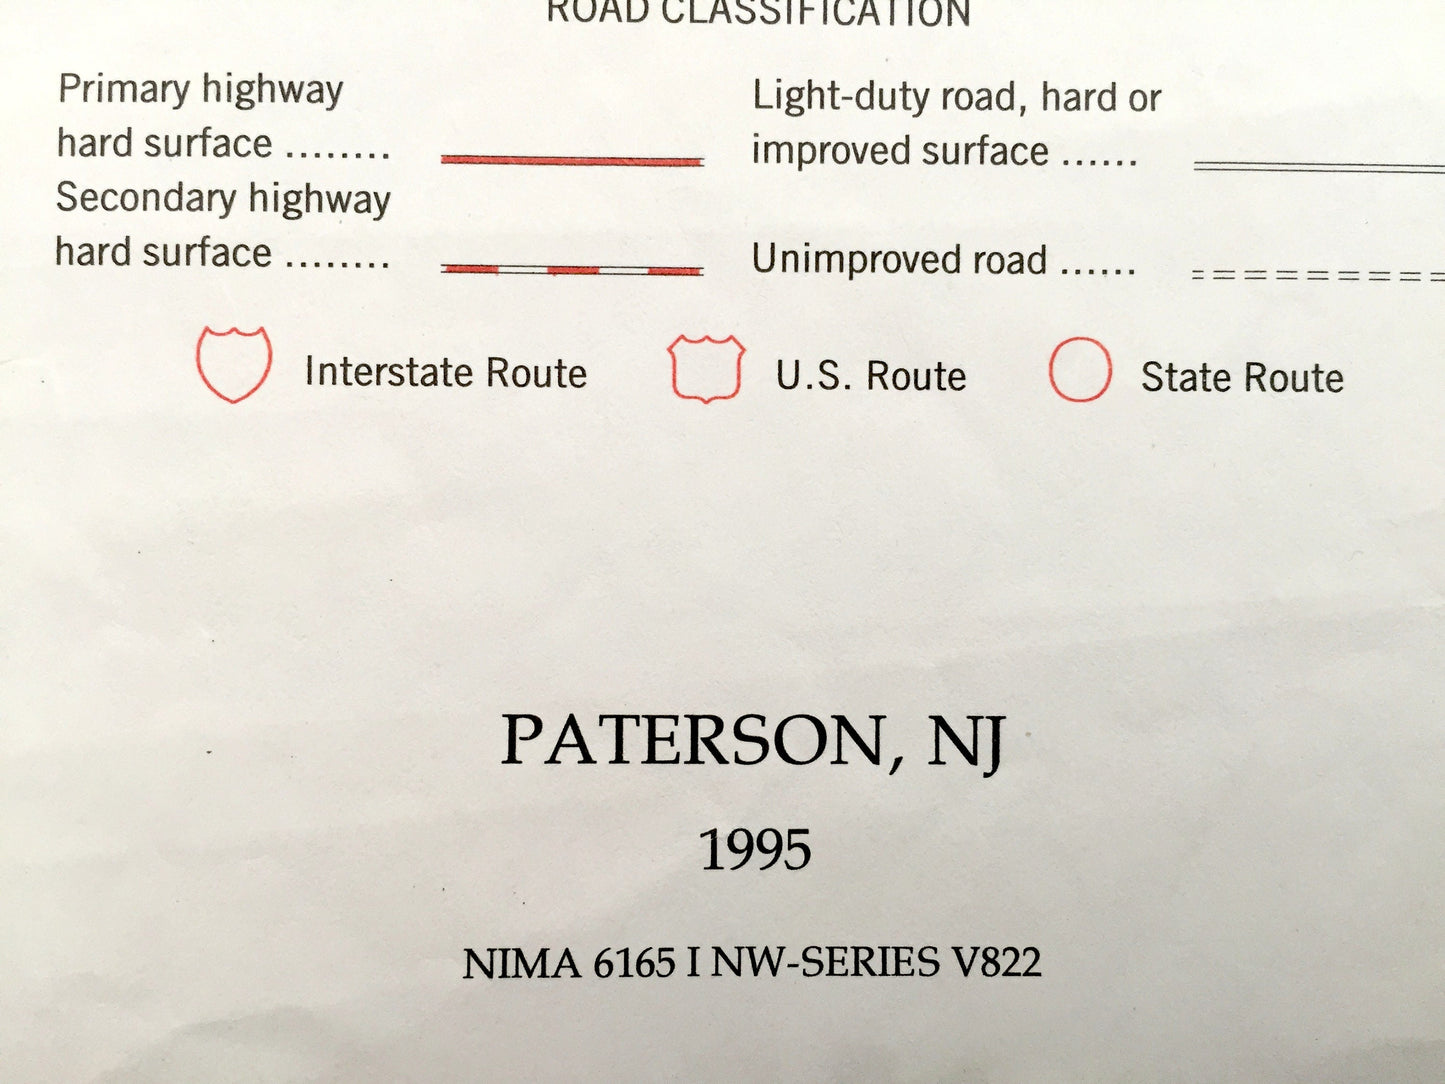 ROAD CLASSIFICATION
Primary highway
hard surface ........
Secondary highway
hard surface ........
Light-duty road, hard or
improved surface ......
Unimproved road ......
Interstate Route
U.S. Route
State Route
PATERSON, NJ
1995
NIMA 6165 I NW-SERIES V822